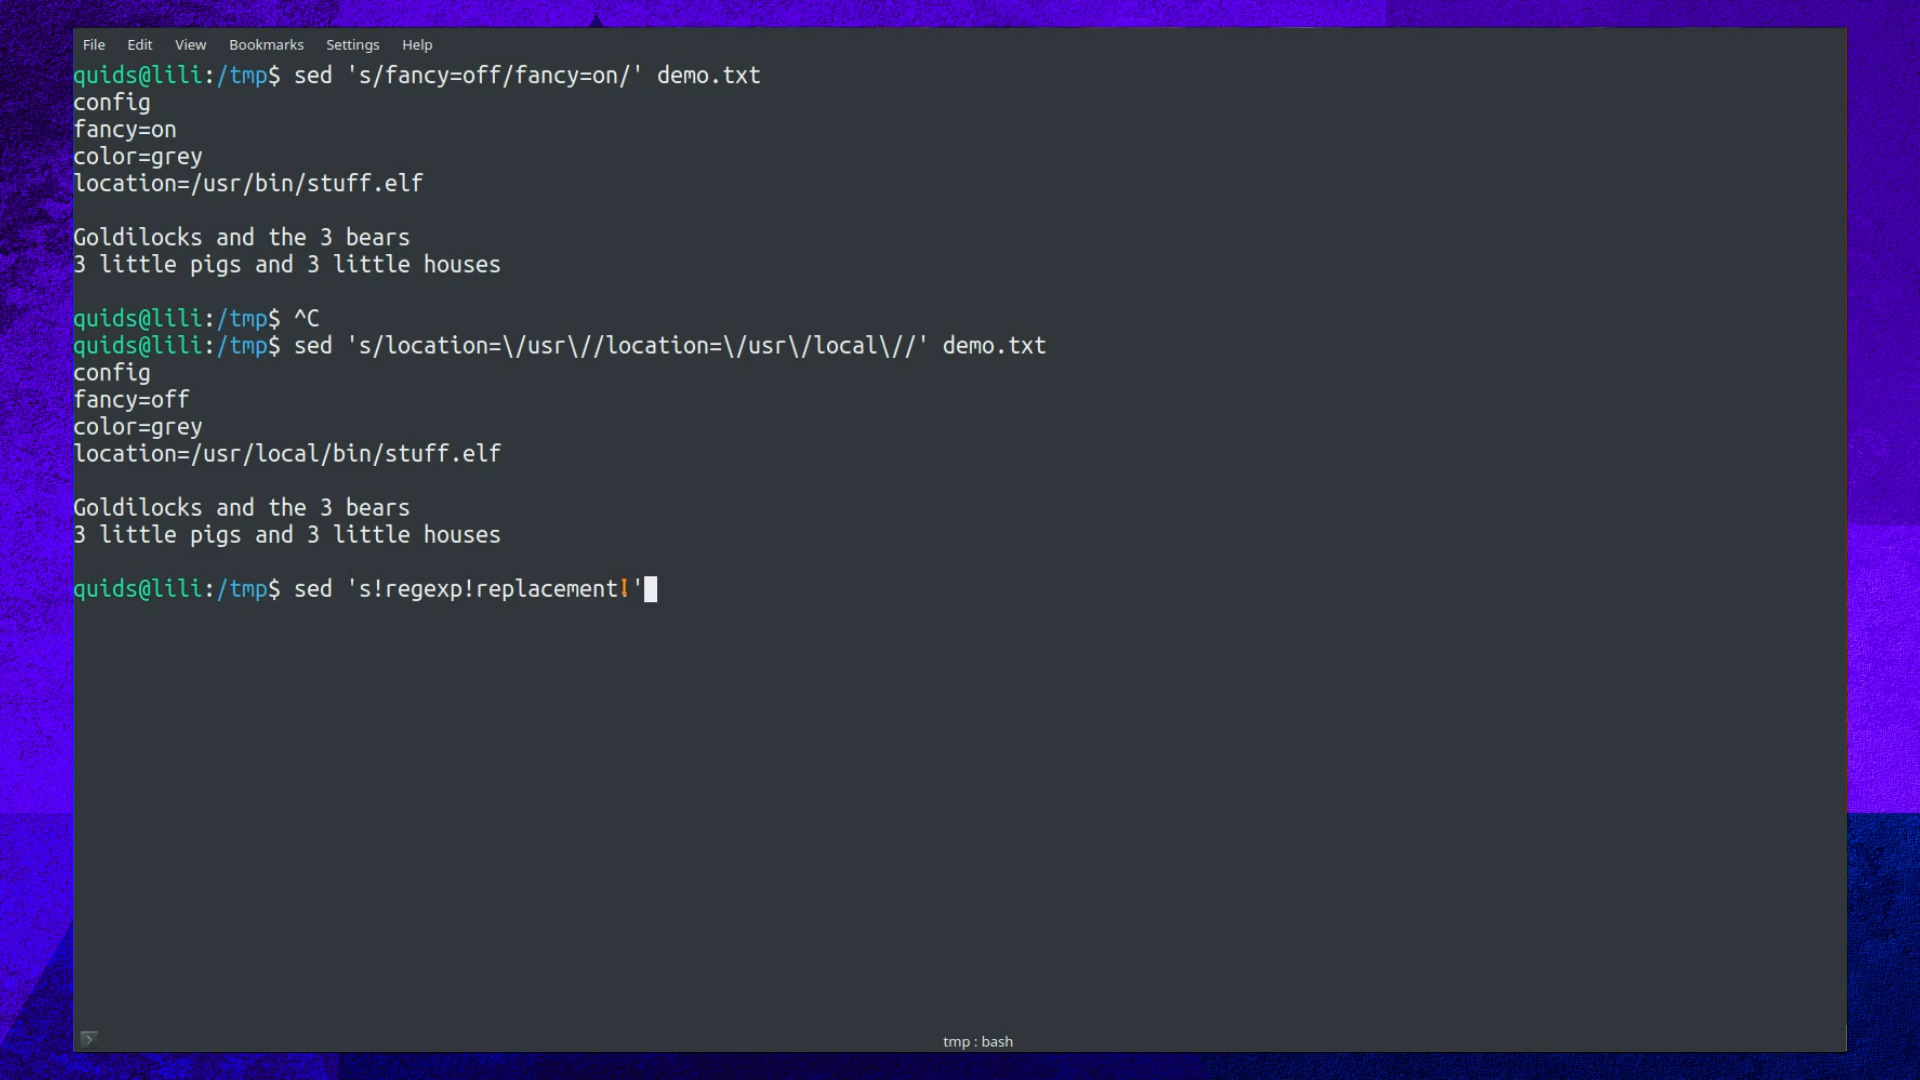 File Edit View Bookmarks Settings Help
quids@lili:/tmp$ sed 's/fancy=off/fancy=on/' demo.txt
config
fancy=on
color=grey
location=/usr/bin/stuff.elf
Goldilocks and the 3 bears
3 little pigs and 3 little houses
quids@lili:/tmp$ ^C
quids@lili:/tmp$ sed 's/location=\/usr\//location=\/usr\/local\//' demo.txt
config
fancy=off
color=grey
location=/usr/local/bin/stuff.elf
Goldilocks and the 3 bears
3 little pigs and 3 little houses
quids@lili:/tmp$ sed 's!regexp!replacement!'
tmp : bash